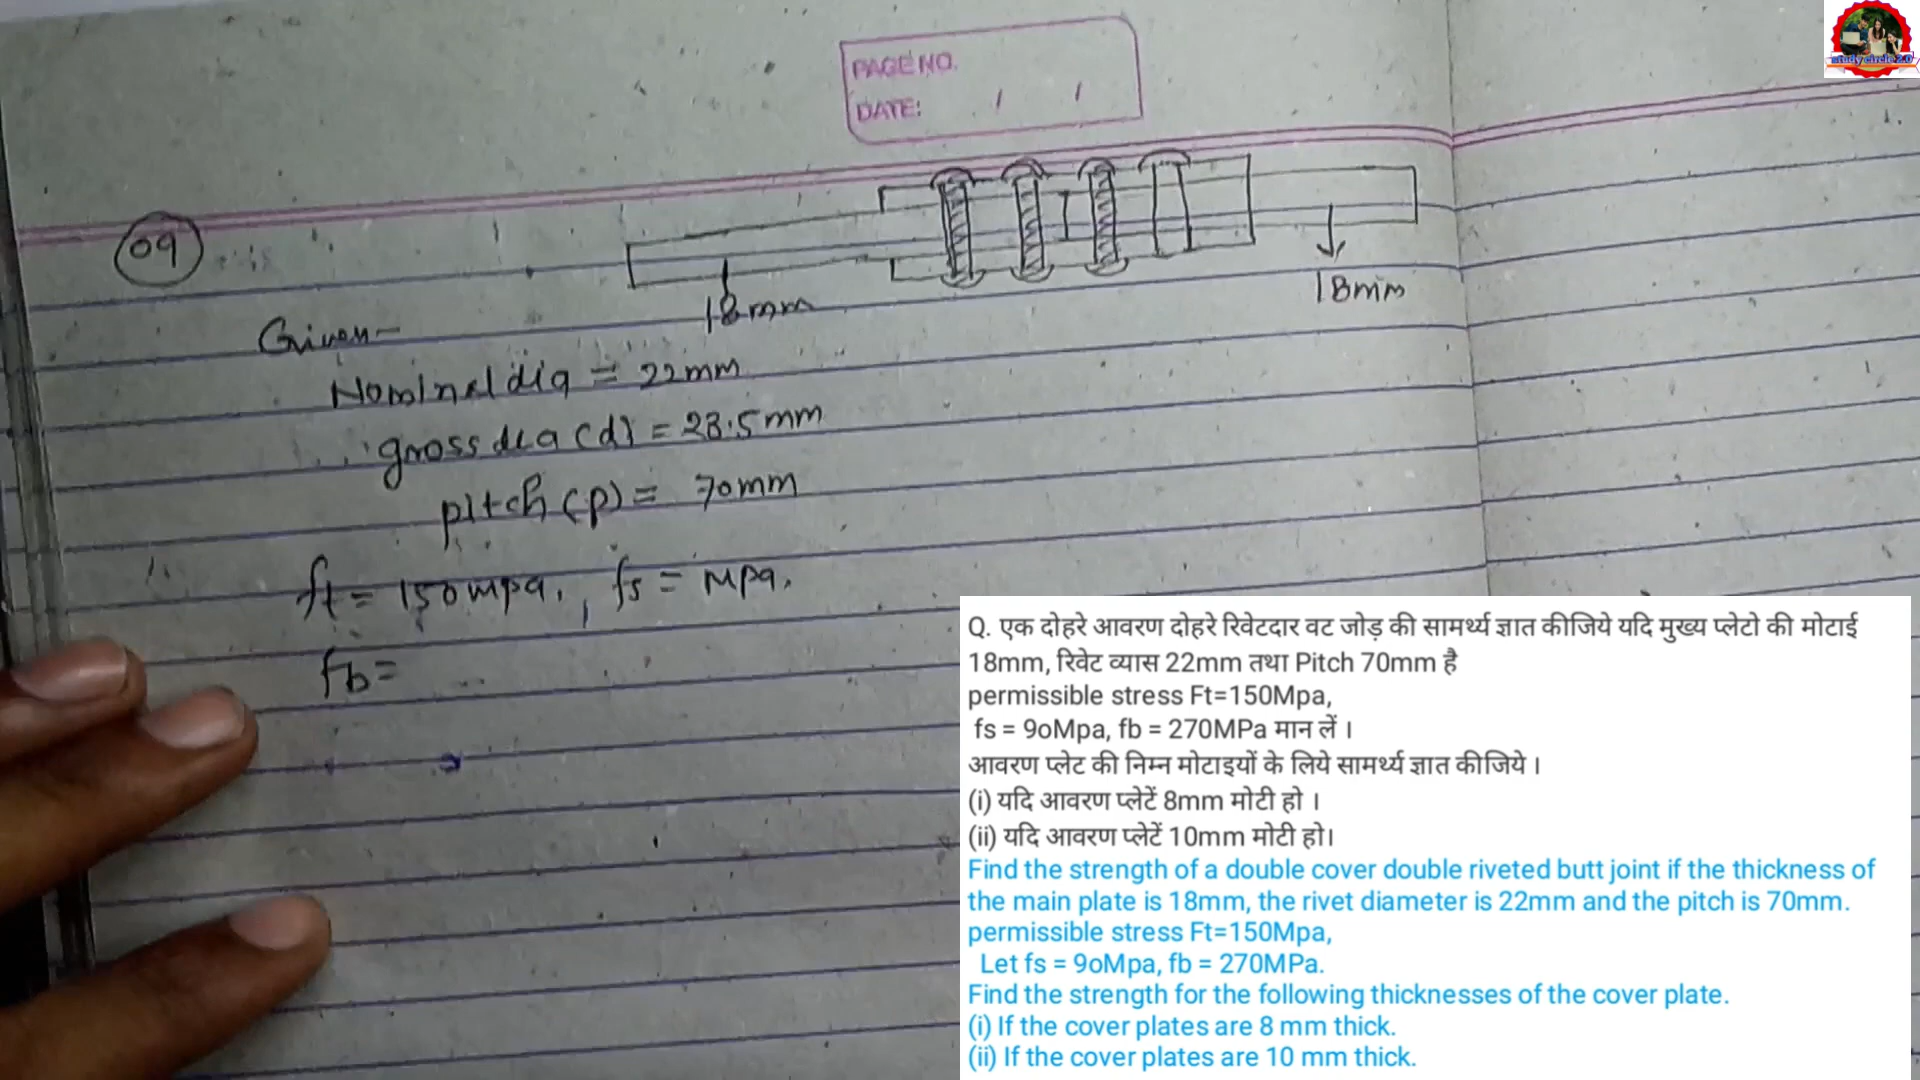 study circle 2.0
PAGE NO.
DATE: / /
09
18mm
18mm
Given-
Nominal dia = 22mm
gross dia (d) = 23.5mm
pitch (p) = 70mm
ft = 150mpa, fs = Mpa,
fb =
Q. एक दोहरे आवरण दोहरे रिवेटदार वट जोड़ की सामर्थ्य ज्ञात कीजिये यदि मुख्य प्लेटो की मोटाई
18mm, रिवेट व्यास 22mm तथा Pitch 70mm है
permissible stress Ft=150Mpa,
fs = 9oMpa, fb = 270MPa मान लें ।
आवरण प्लेट की निम्न मोटाइयों के लिये सामर्थ्य ज्ञात कीजिये ।
(i) यदि आवरण प्लेटें 8mm मोटी हो ।
(ii) यदि आवरण प्लेटें 10mm मोटी हो।
Find the strength of a double cover double riveted butt joint if the thickness of
the main plate is 18mm, the rivet diameter is 22mm and the pitch is 70mm.
permissible stress Ft=150Mpa,
Let fs = 9oMpa, fb = 270MPa.
Find the strength for the following thicknesses of the cover plate.
(i) If the cover plates are 8 mm thick.
(ii) If the cover plates are 10 mm thick.